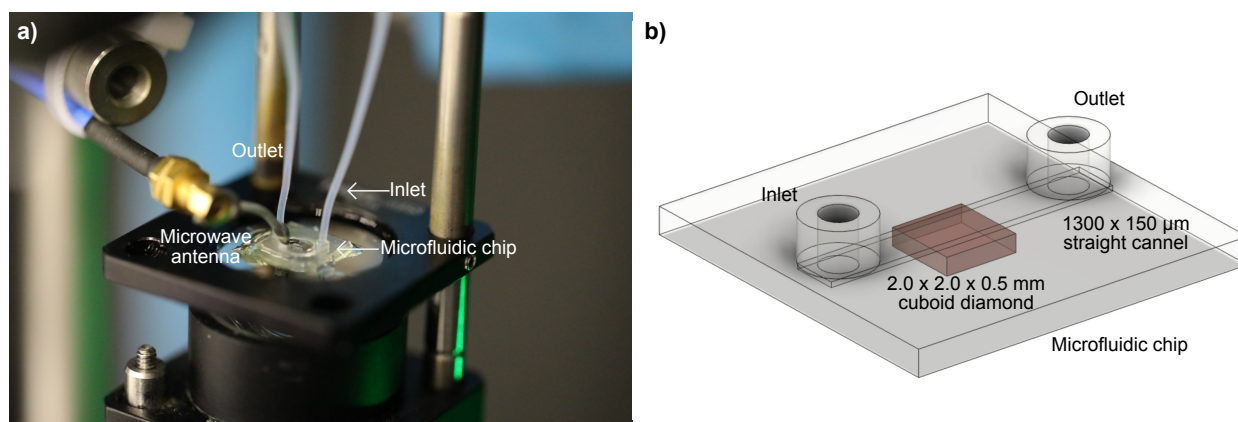 a)
Outlet
Inlet
Microwave
antenna
Microfluidic chip
b)
Outlet
Inlet
1300 x 150 µm
straight cannel
2.0 x 2.0 x 0.5 mm
cuboid diamond
Microfluidic chip